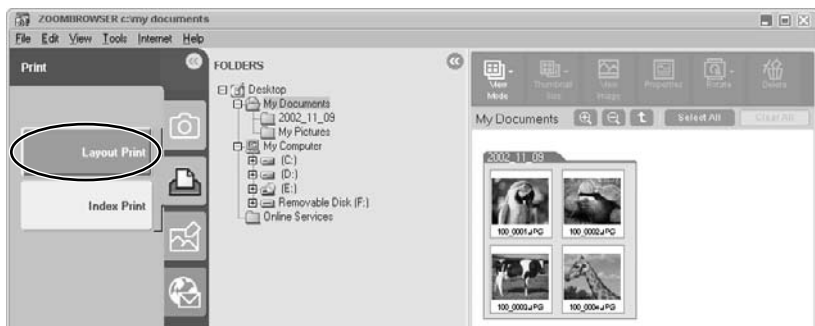 ZOOMBROWSER c:\my documents
File Edit View Tools Internet Help
Print
Layout Print
Index Print
FOLDERS
Desktop
My Documents
2002_11_09
My Pictures
My Computer
(C:)
(D:)
(E:)
Removable Disk (F:)
Online Services
View Mode
Thumbnail Size
View Image
Properties
Rotate
Delete
My Documents Select All Clear All
2002_11_09
100_0001.JPG 100_0002.JPG
100_0003.JPG 100_0004.JPG